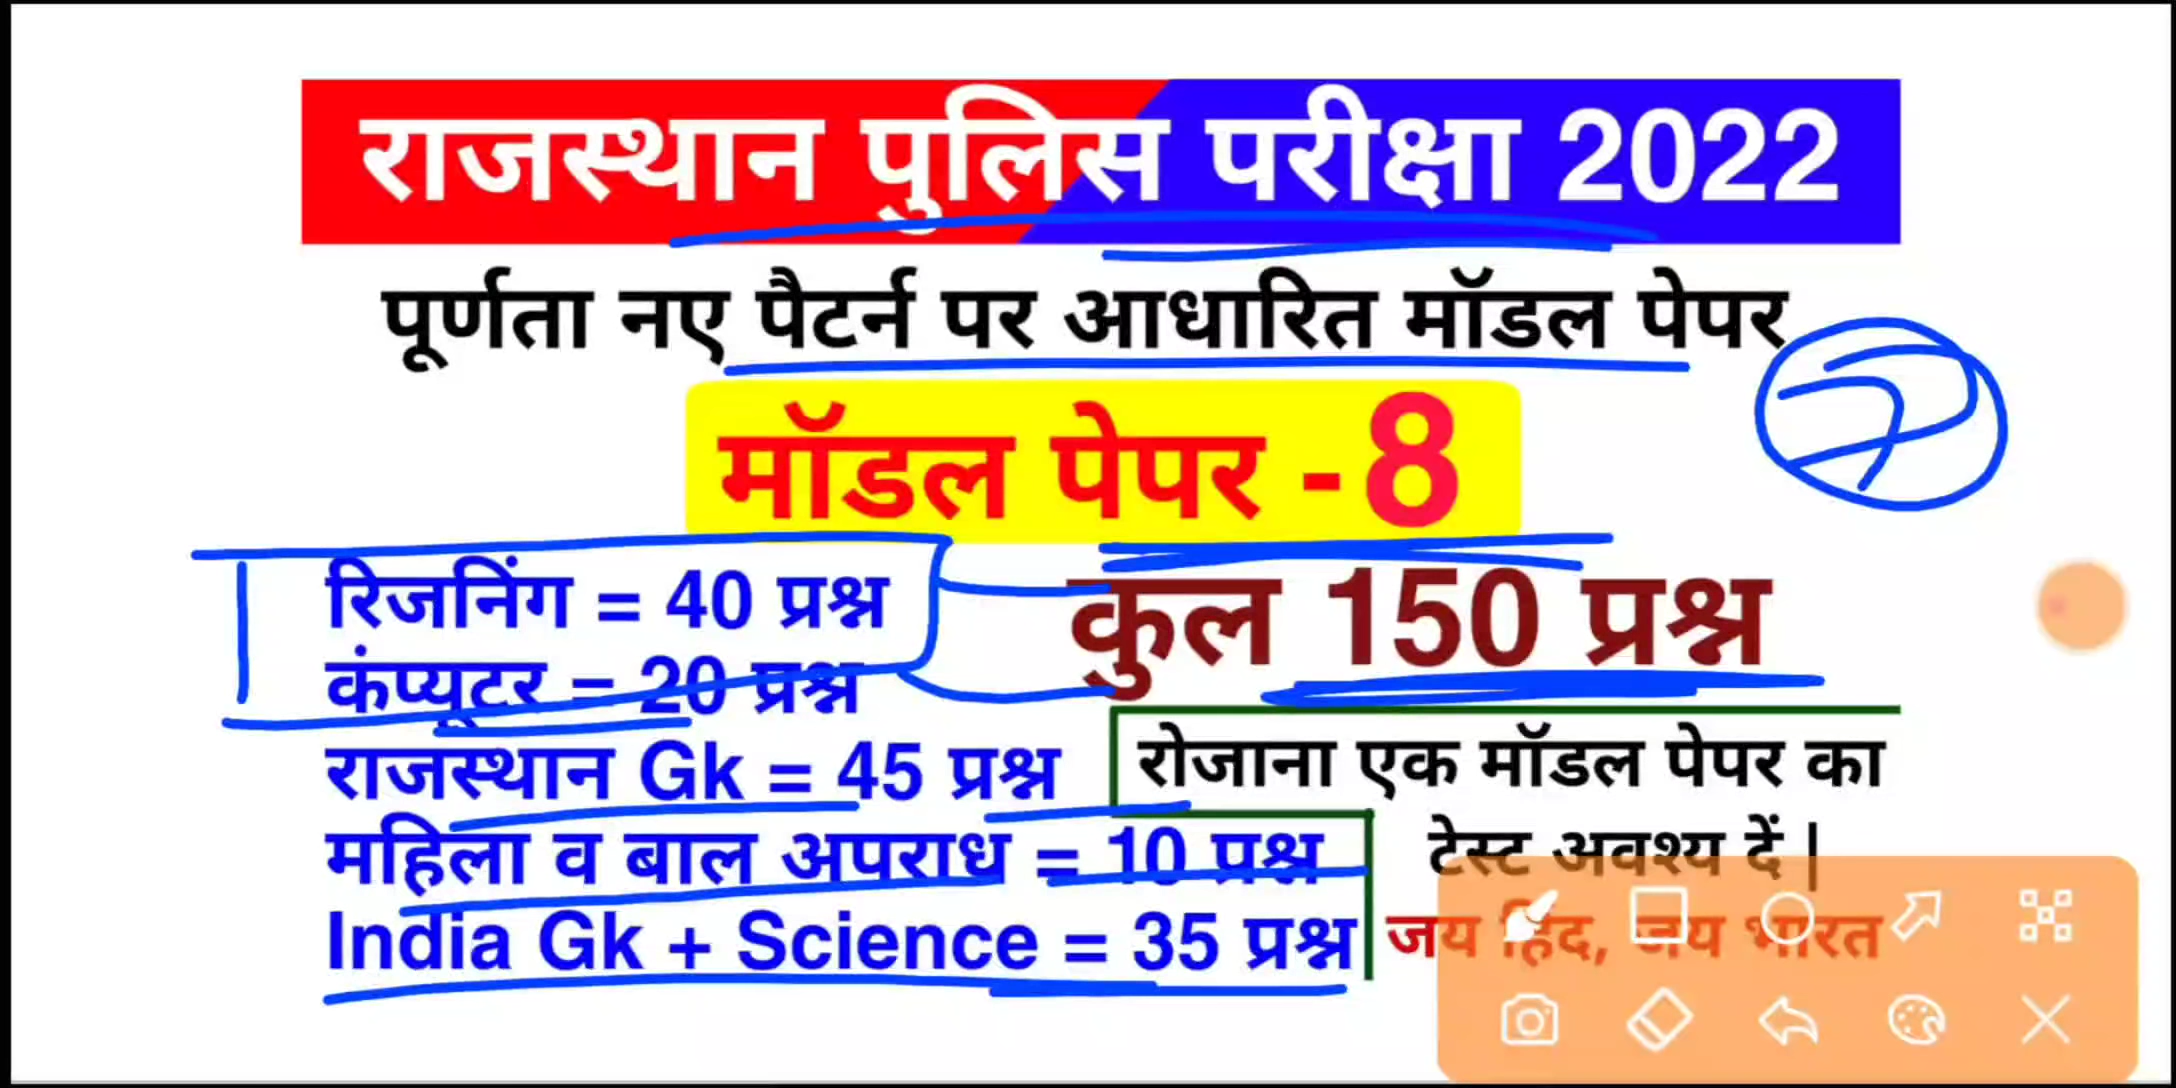 राजस्थान पुलिस परीक्षा 2022
पूर्णता नए पैटर्न पर आधारित मॉडल पेपर
मॉडल पेपर -8
रिजनिंग = 40 प्रश्न
कंप्यूटर = 20 प्रश्न
राजस्थान Gk = 45 प्रश्न
महिला व बाल अपराध = 10 प्रश्न
India Gk + Science = 35 प्रश्न
कुल 150 प्रश्न
रोजाना एक मॉडल पेपर का
टेस्ट अवश्य दें |
जय हिंद, जय भारत